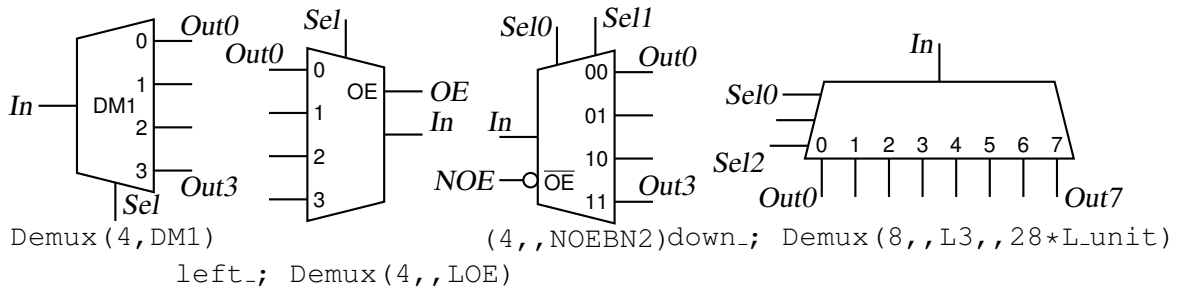 Out0
0
1
In
DM1
2
3
Out3
Sel
Sel
Out0
0
OE
OE
1
In
2
3
Sel0
Sel1
00
Out0
01
In
10
NOE
OE
11
Out3
In
Sel0
Sel2
0 1 2 3 4 5 6 7
Out0
Out7
Demux(4,DM1)
(4,,NOEBN2)
down_; Demux(8,,L3,,28*L_unit)
left_; Demux(4,,LOE)